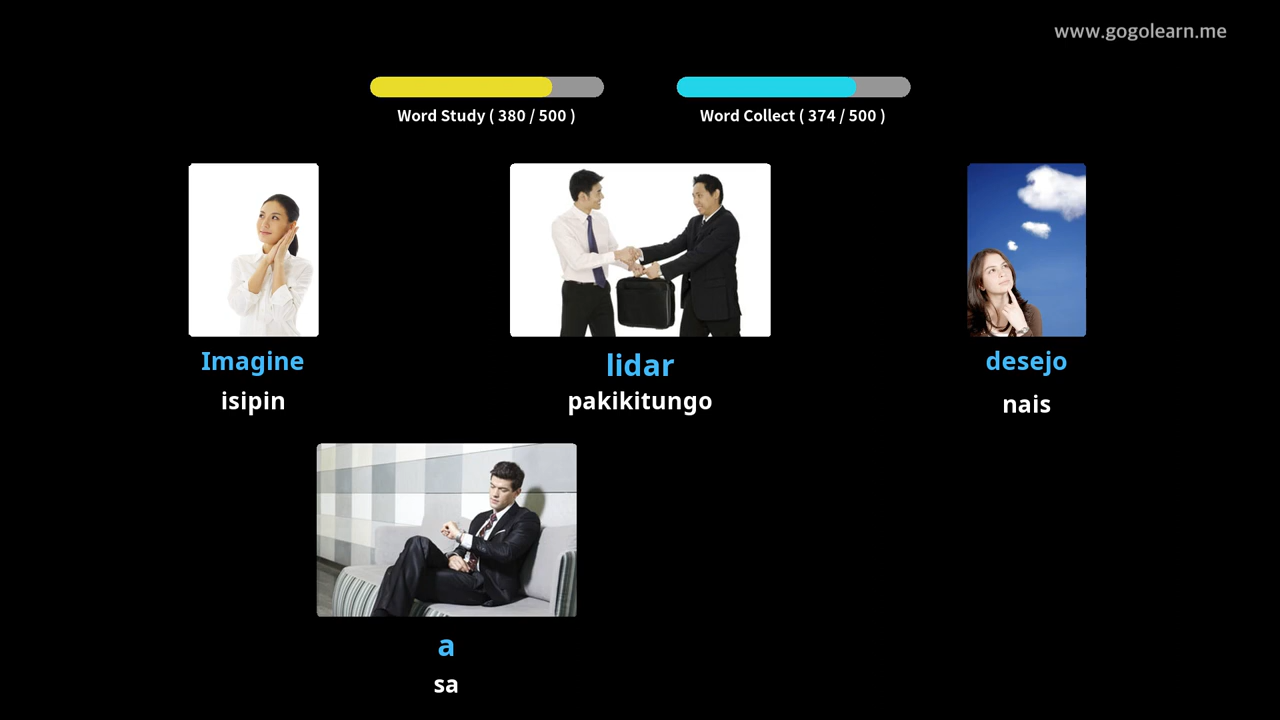 www.gogolearn.me
Word Study ( 380 / 500 )
Word Collect ( 374 / 500 )
Imagine
isipin
lidar
pakikitungo
desejo
nais
a
sa